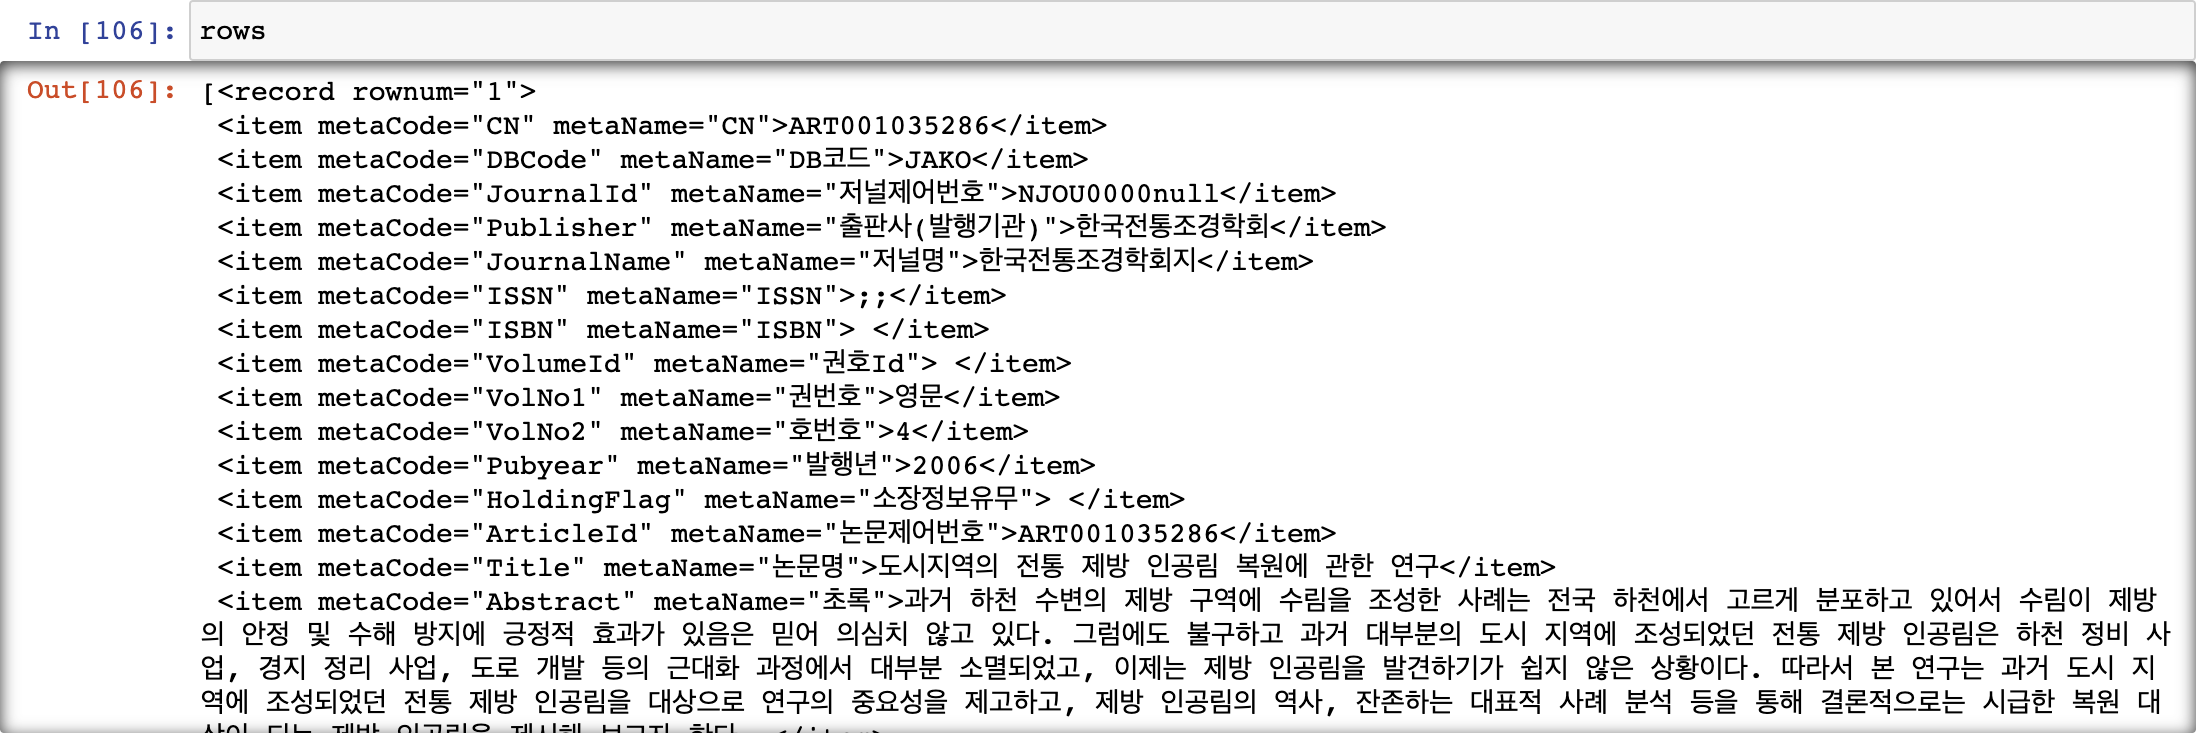 In [106]: rows
Out[106]: [<record rownum="1">
<item metaCode="CN" metaName="CN">ART001035286</item>
<item metaCode="DBCode" metaName="DB코드">JAKO</item>
<item metaCode="JournalId" metaName="저널제어번호">NJOU0000null</item>
<item metaCode="Publisher" metaName="출판사(발행기관)">한국전통조경학회</item>
<item metaCode="JournalName" metaName="저널명">한국전통조경학회지</item>
<item metaCode="ISSN" metaName="ISSN">;;</item>
<item metaCode="ISBN" metaName="ISBN"> </item>
<item metaCode="VolumeId" metaName="권호Id"> </item>
<item metaCode="VolNo1" metaName="권번호">영문</item>
<item metaCode="VolNo2" metaName="호번호">4</item>
<item metaCode="Pubyear" metaName="발행년">2006</item>
<item metaCode="HoldingFlag" metaName="소장정보유무"> </item>
<item metaCode="ArticleId" metaName="논문제어번호">ART001035286</item>
<item metaCode="Title" metaName="논문명">도시지역의 전통 제방 인공림 복원에 관한 연구</item>
<item metaCode="Abstract" metaName="초록">과거 하천 수변의 제방 구역에 수림을 조성한 사례는 전국 하천에서 고르게 분포하고 있어서 수림이 제방
의 안정 및 수해 방지에 긍정적 효과가 있음은 믿어 의심치 않고 있다. 그럼에도 불구하고 과거 대부분의 도시 지역에 조성되었던 전통 제방 인공림은 하천 정비 사
업, 경지 정리 사업, 도로 개발 등의 근대화 과정에서 대부분 소멸되었고, 이제는 제방 인공림을 발견하기가 쉽지 않은 상황이다. 따라서 본 연구는 과거 도시 지
역에 조성되었던 전통 제방 인공림을 대상으로 연구의 중요성을 제고하고, 제방 인공림의 역사, 잔존하는 대표적 사례 분석 등을 통해 결론적으로는 시급한 복원 대